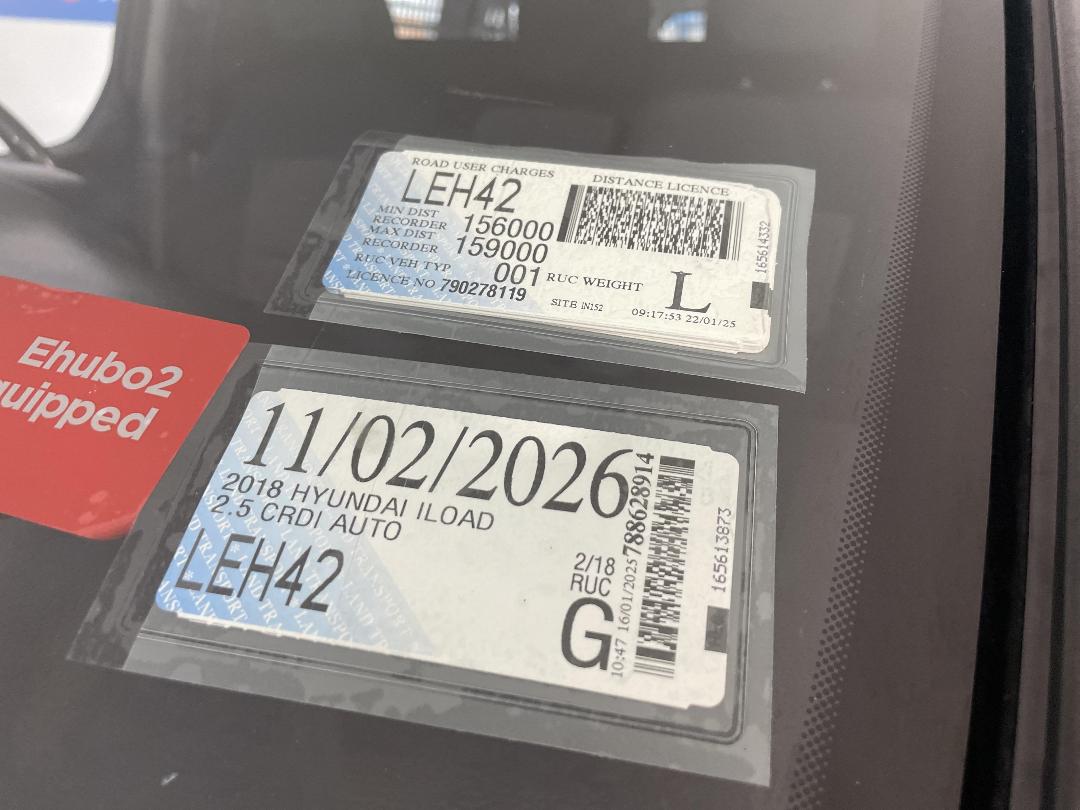 ROAD USER CHARGES
DISTANCE LICENCE
LEH42
MIN DIST
RECORDER 156000
MAX DIST
RECORDER 159000
RUC VEH TYP 001
RUC WEIGHT L
LICENCE NO 790278119
SITE IN152
09:17:53 22/01/25
165614332
Ehubo2
11/02/2026
2018 HYUNDAI ILOAD
2.5 CRDI AUTO
LEH42
2/18
RUC
G
10:47 16/01/2025 788628914
165613873